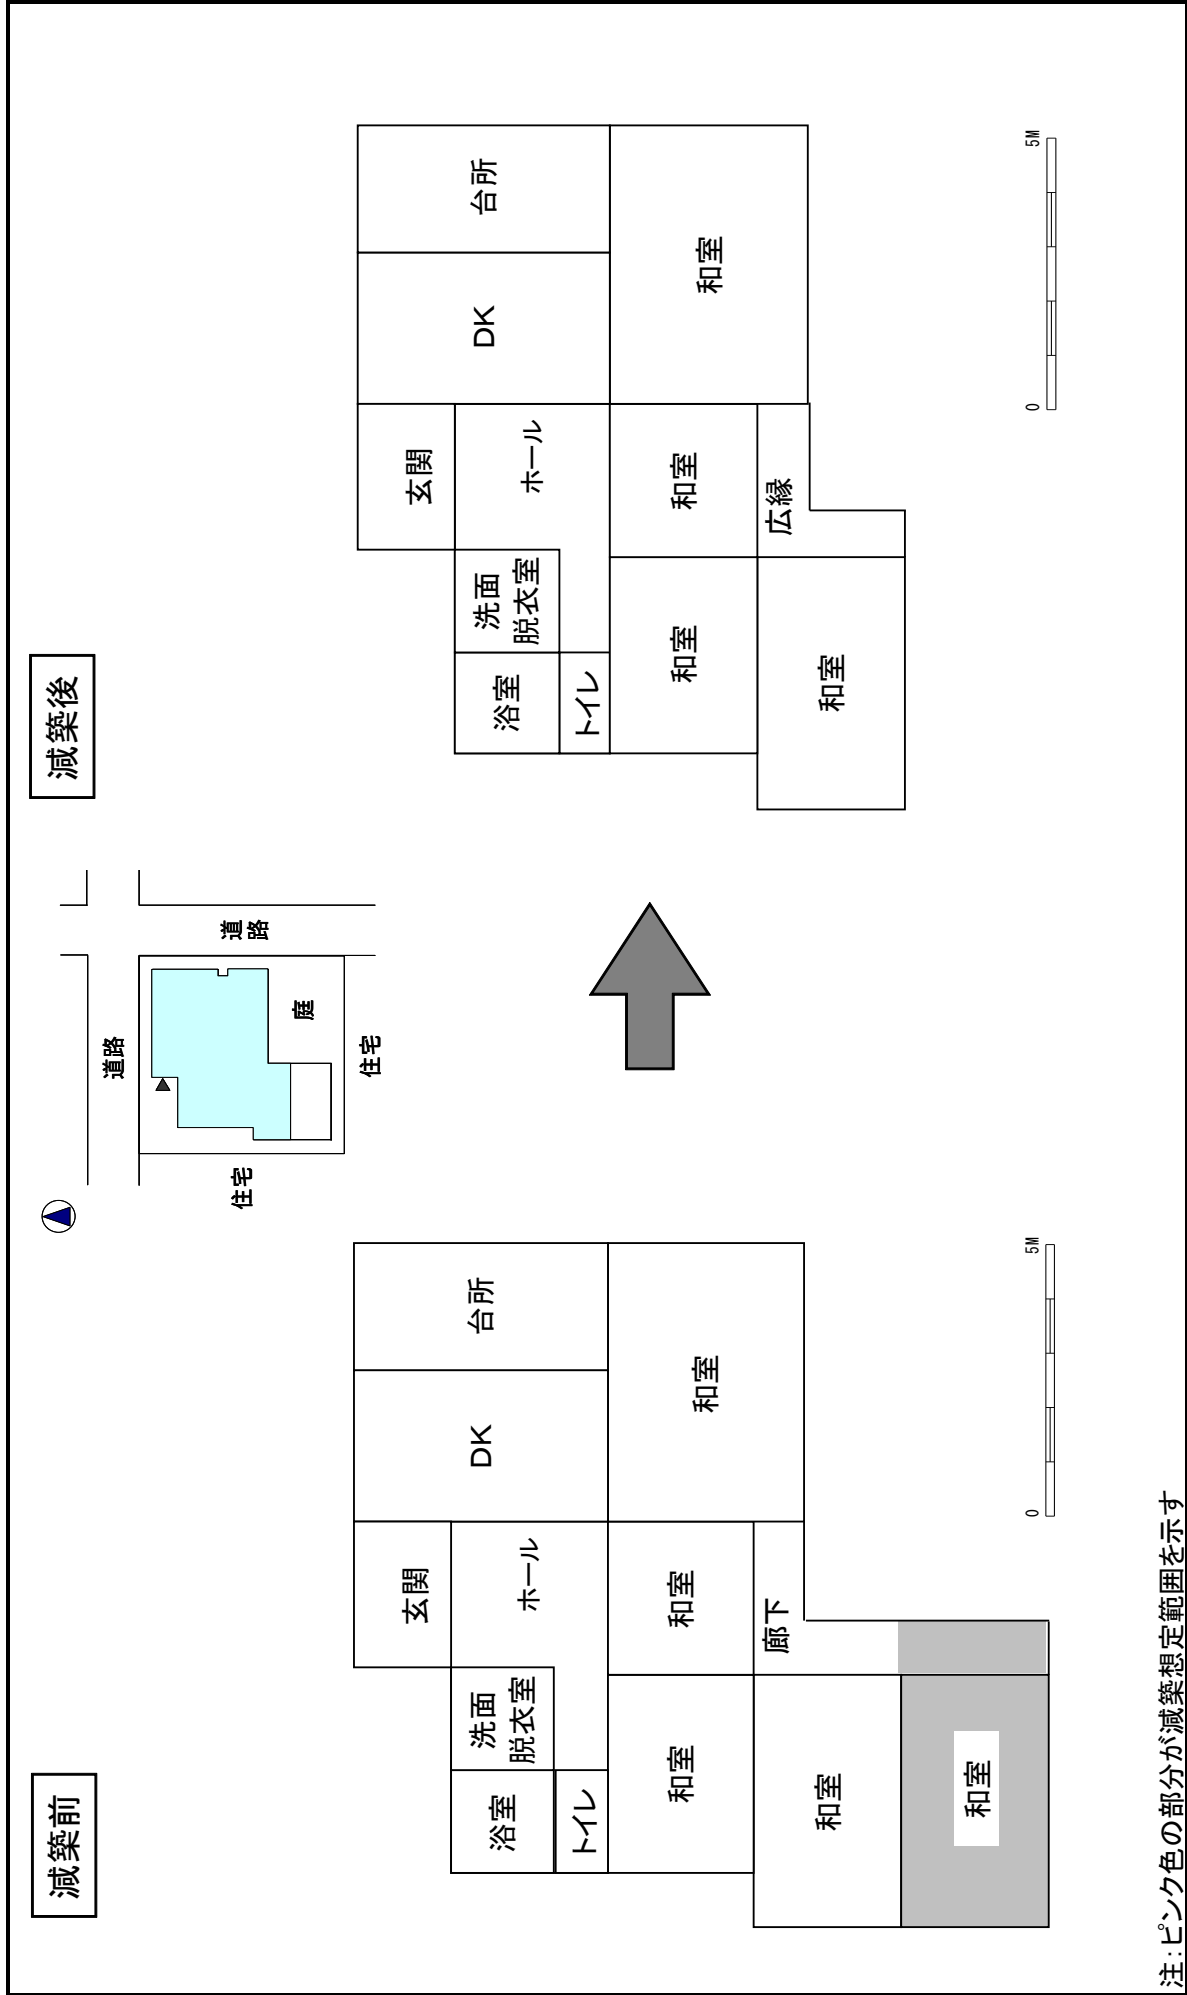 減築前
玄関
ホール
DK
台所
洗面
脱衣室
浴室
トイレ
和室
和室
和室
廊下
和室
和室
0
5M
注：ピンク色の部分が減築想定範囲を示す
道路
道路
住宅
庭
住宅
減築後
玄関
ホール
DK
台所
洗面
脱衣室
浴室
トイレ
和室
和室
和室
広縁
和室
0
5M